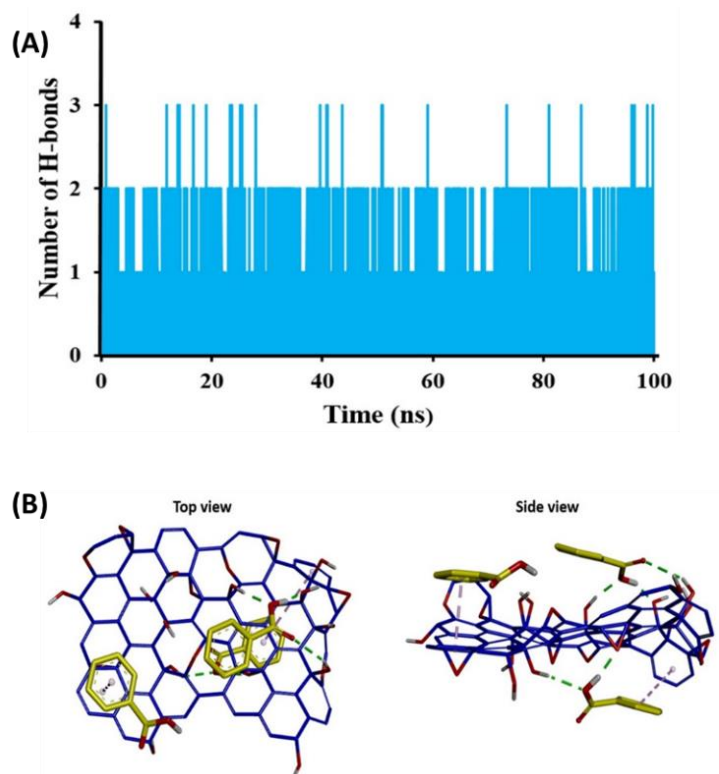 (A)
Number of H-bonds
4
3
2
1
0
0 20 40 60 80 100
Time (ns)
(B)
Top view Side view